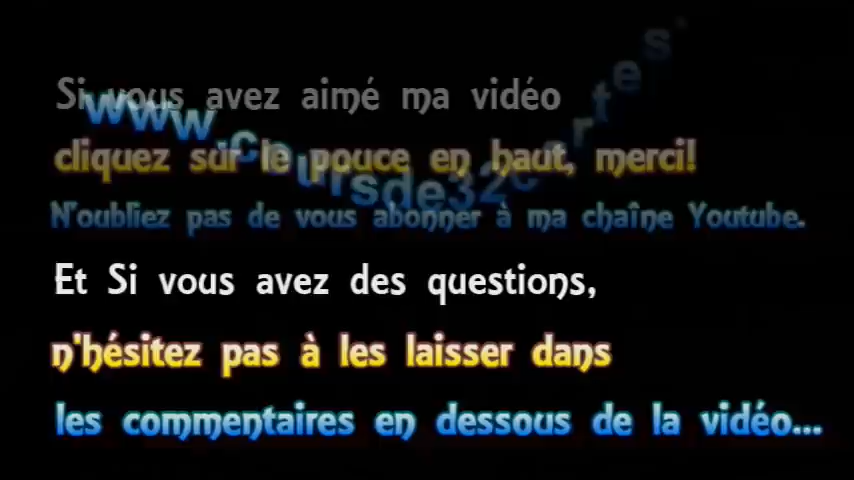 Si vous avez aimé ma vidéo
cliquez sur le pouce en haut, merci!
N'oubliez pas de vous abonner à ma chaîne Youtube.
Et Si vous avez des questions,
n'hésitez pas à les laisser dans
les commentaires en dessous de la vidéo...
www.coursde32cartes